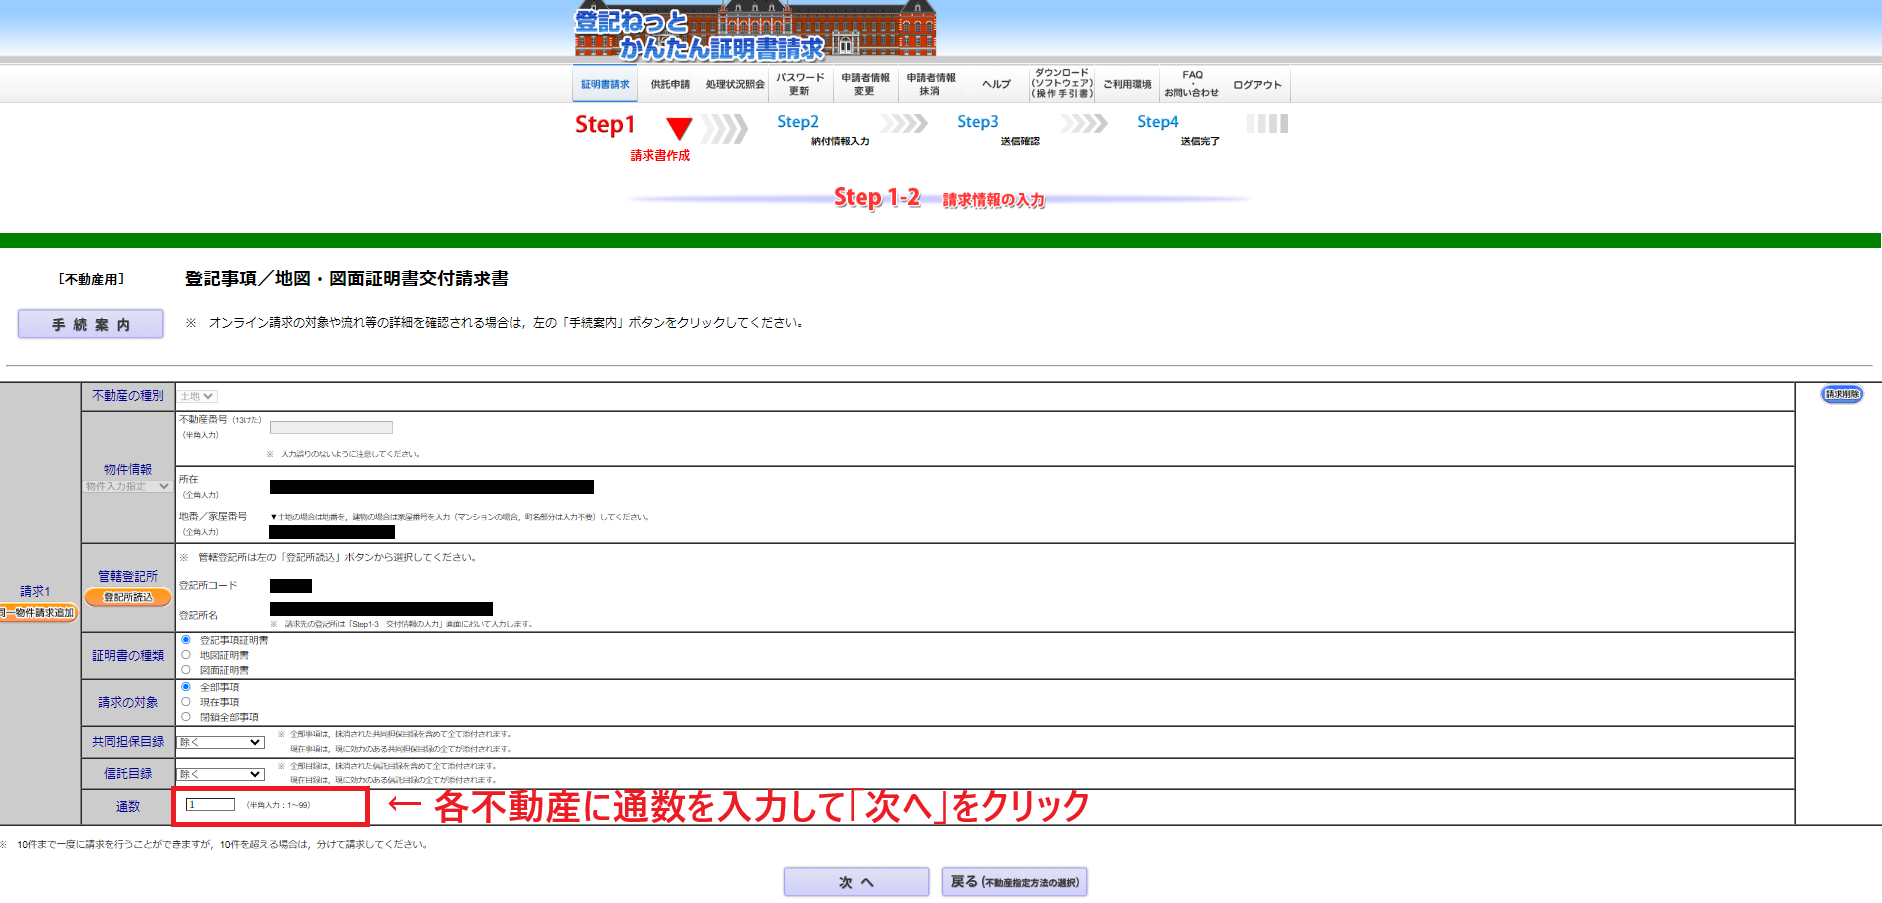 登記ねっと
かんたん証明書請求
証明書請求
供託申請
処理状況照会
パスワード
更新
申請者情報
変更
申請者情報
抹消
ヘルプ
ダウンロード
(ソフトウェア)
(操作手引書)
ご利用環境
FAQ
・
お問い合わせ
ログアウト
Step1
請求書作成
Step2
納付情報入力
Step3
送信確認
Step4
送信完了
Step 1-2 請求情報の入力
［不動産用］
登記事項／地図・図面証明書交付請求書
手続案内
※ オンライン請求の対象や流れ等の詳細を確認される場合は，左の「手続案内」ボタンをクリックしてください。
請求1
同一物件請求追加
不動産の種別
土地
請求削除
物件情報
物件入力指定
不動産番号（13けた）
（半角入力）
※ 入力誤りのないように注意してください。
所在
（全角入力）
地番／家屋番号
（全角入力）
▼土地の場合は地番を，建物の場合は家屋番号を入力（マンションの場合，町名部分は入力不要）してください。
管轄登記所
登記所読込
※ 管轄登記所は左の「登記所読込」ボタンから選択してください。
登記所コード
登記所名
※ 請求先の登記所は「Step1-3 交付情報の入力」画面において入力します。
証明書の種類
登記事項証明書
地図証明書
図面証明書
請求の対象
全部事項
現在事項
閉鎖全部事項
共同担保目録
除く
※ 全部事項は，抹消された共同担保目録を含めて全て添付されます。
現在事項は，現に効力のある共同担保目録の全てが添付されます。
信託目録
除く
※ 全部目録は，抹消された信託目録を含めて全て添付されます。
現在目録は，現に効力のある信託目録の全てが添付されます。
通数
1
（半角入力：1～99）
← 各不動産に通数を入力して「次へ」をクリック
※ 10件まで一度に請求を行うことができますが，10件を超える場合は，分けて請求してください。
次へ
戻る(不動産指定方法の選択)